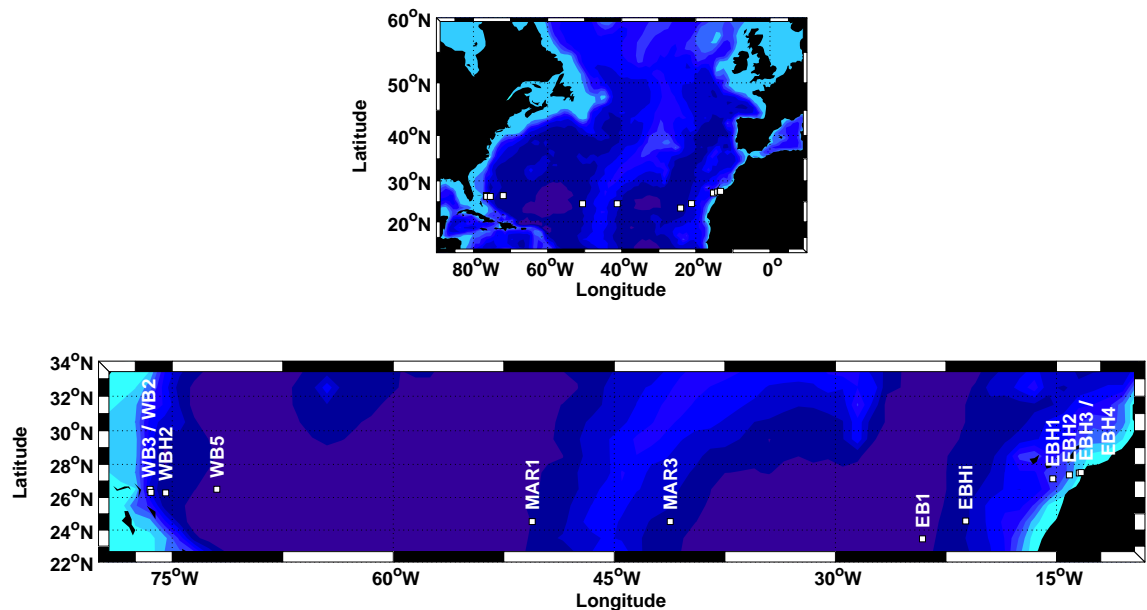 60°N
50°N
40°N
30°N
20°N
Latitude
80°W
60°W
40°W
20°W
0°
Longitude
34°N
32°N
30°N
28°N
26°N
24°N
22°N
Latitude
WB3 / WB2
WBH2
WB5
MAR1
MAR3
EB1
EBHi
EBH1
EBH2
EBH3 /
EBH4
75°W
60°W
45°W
30°W
15°W
Longitude